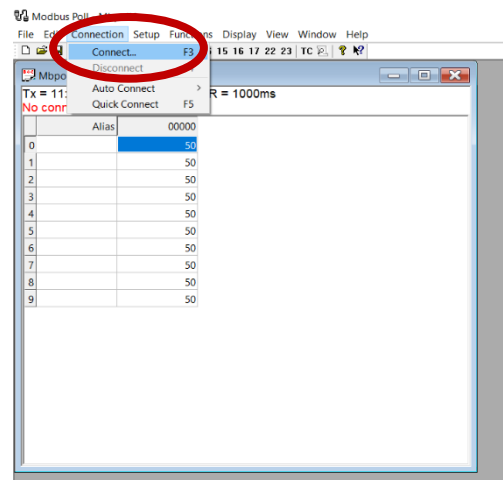 Modbus Poll - M
File Edit Connection Setup Functions Display View Window Help
15 16 17 22 23 TC
Connect... F3
Disconnect
Auto Connect >
Quick Connect F5
Mbpo
Tx = 11: R = 1000ms
No conn
Alias 00000
0 50
1 50
2 50
3 50
4 50
5 50
6 50
7 50
8 50
9 50